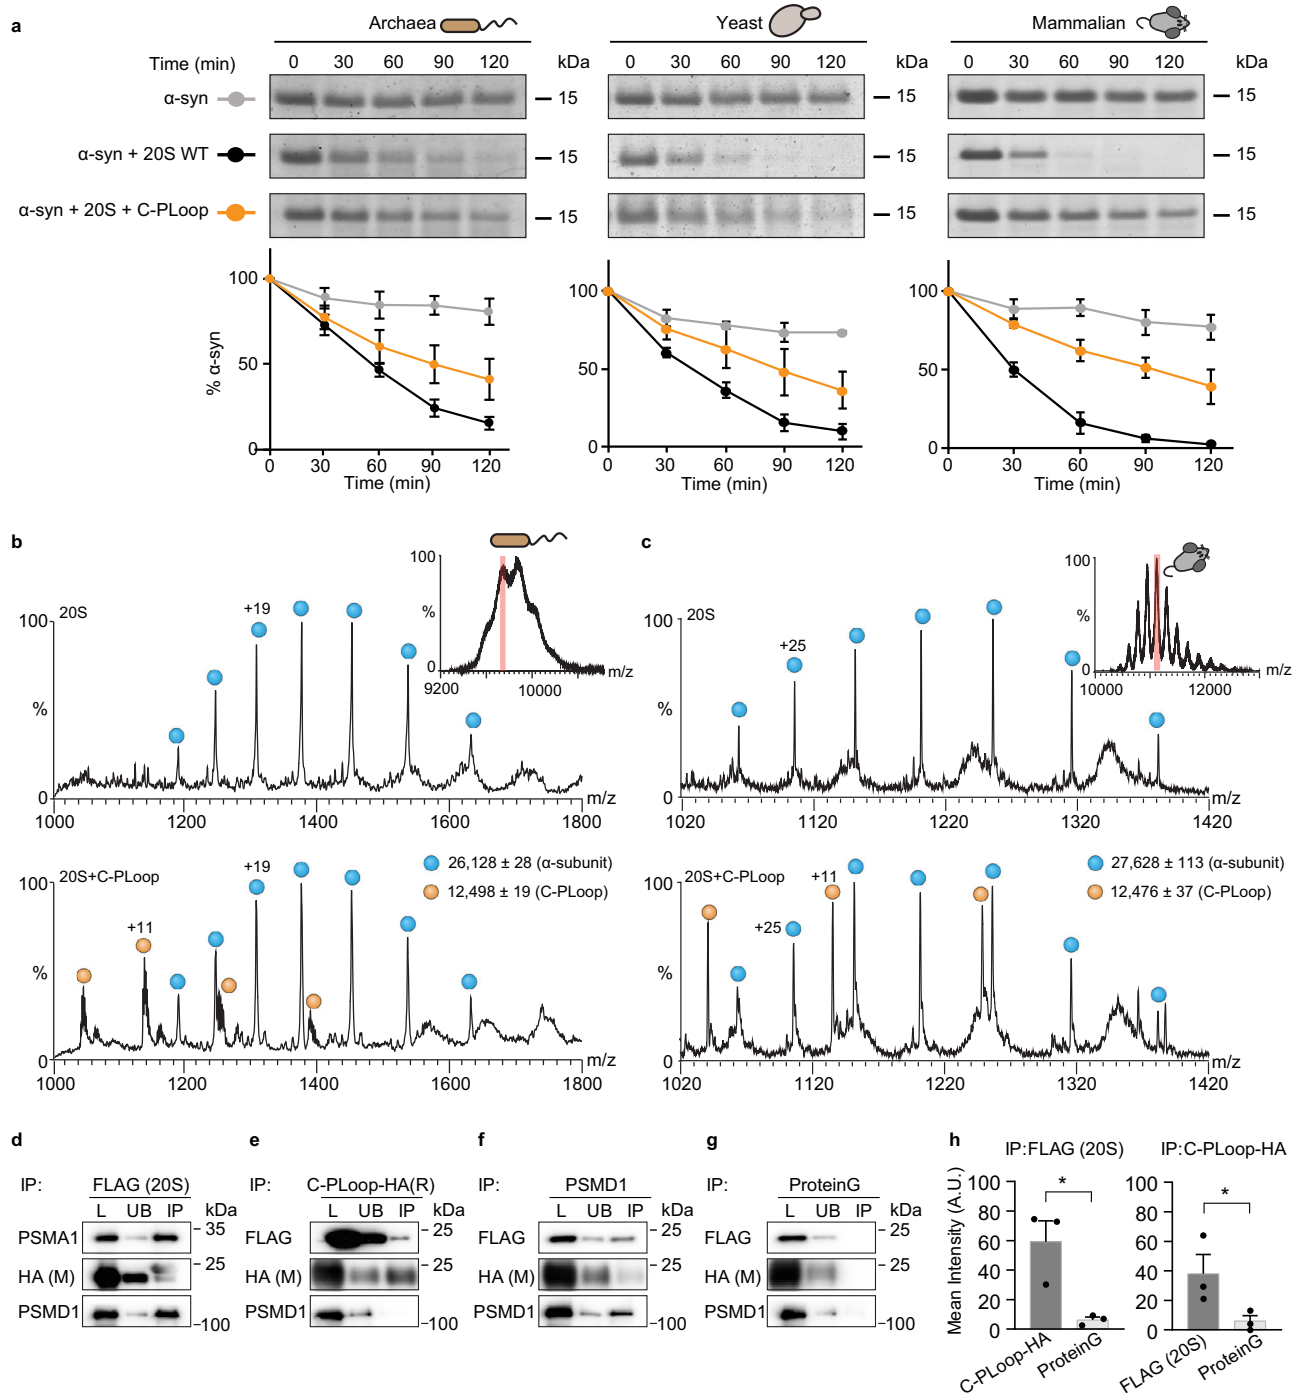 a
Archaea
Yeast
Mammalian
Time (min) 0 30 60 90 120 kDa 0 30 60 90 120 kDa 0 30 60 90 120 kDa
α-syn 15 15 15
α-syn + 20S WT 15 15 15
α-syn + 20S + C-PLoop 15 15 15
% α-syn
100
50
0
0 30 60 90 120
Time (min)
100
50
0
0 30 60 90 120
Time (min)
100
50
0
0 30 60 90 120
Time (min)
b
20S
100
%
0
+19
1000 1200 1400 1600 1800 m/z
100
%
0
9200 10000 m/z
20S+C-PLoop
100
%
0
+11
+19
26,128 ± 28 (α-subunit)
12,498 ± 19 (C-PLoop)
1000 1200 1400 1600 1800 m/z
c
20S
100
%
0
+25
1020 1120 1220 1320 1420 m/z
100
%
0
10000 12000 m/z
20S+C-PLoop
100
%
0
+25
+11
27,628 ± 113 (α-subunit)
12,476 ± 37 (C-PLoop)
1020 1120 1220 1320 1420 m/z
d
IP: FLAG (20S)
L UB IP kDa
PSMA1 35
HA (M) 25
PSMD1 100
e
IP: C-PLoop-HA(R)
L UB IP kDa
FLAG 25
HA (M) 25
PSMD1 100
f
IP: PSMD1
L UB IP kDa
FLAG 25
HA (M) 25
PSMD1 100
g
IP: ProteinG
L UB IP kDa
FLAG 25
HA (M) 25
PSMD1 100
h
IP:FLAG (20S)
Mean Intensity (A.U.)
100
80
60
40
20
0
*
C-PLoop-HA
ProteinG
IP:C-PLoop-HA
100
80
60
40
20
0
*
FLAG (20S)
ProteinG